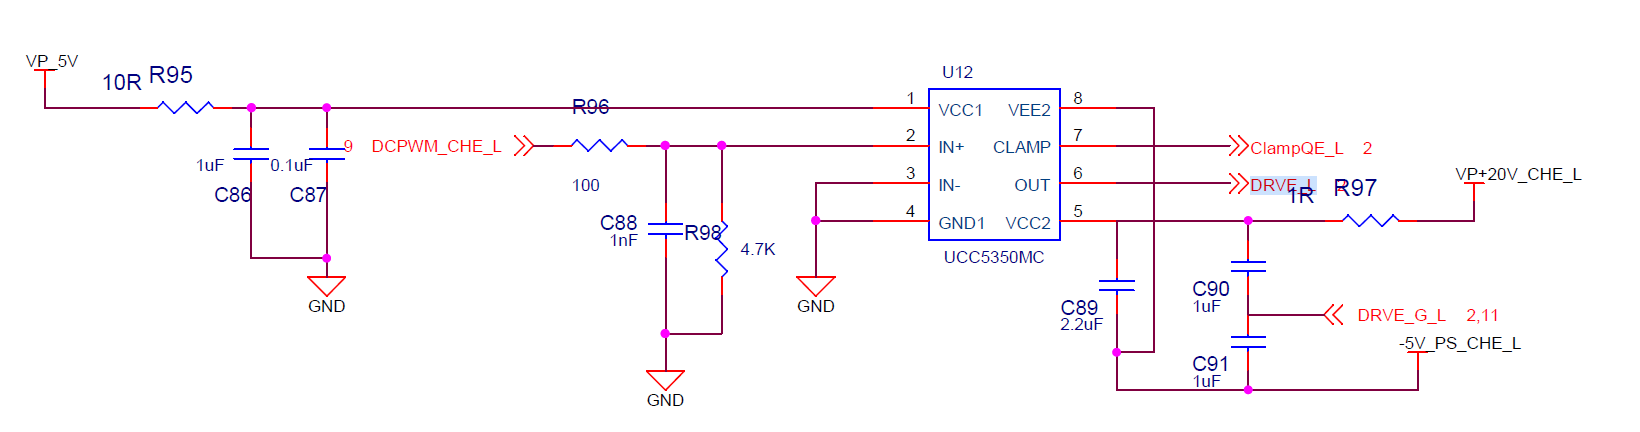 VP_5V
10R R95
U12
R96
1 VCC1 VEE2 8
2 IN+ CLAMP 7
3 IN- OUT 6
4 GND1 VCC2 5
UCC5350MC
1uF
C86
0.1uF
C87
GND
9 DCPWM_CHE_L
100
C88
1nF
R98
4.7K
GND
GND
ClampQE_L 2
DRVE_L 2
1R R97
VP+20V_CHE_L
C89
2.2uF
C90
1uF
DRVE_G_L 2,11
-5V_PS_CHE_L
C91
1uF